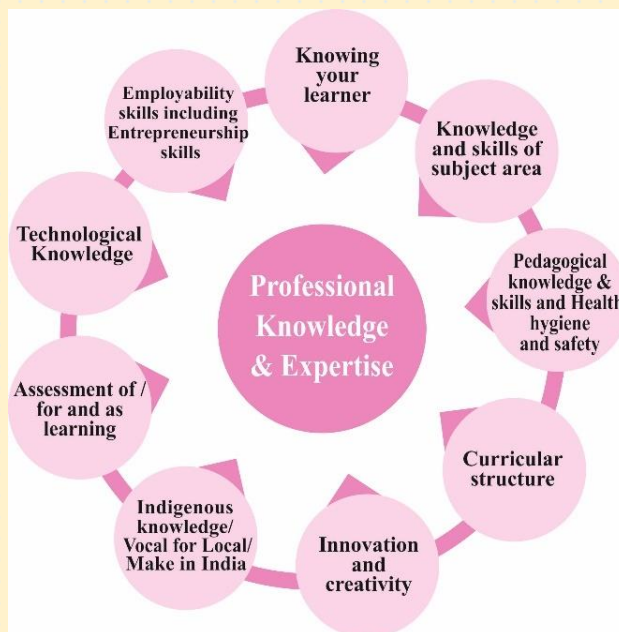 Knowing
your
learner
Knowledge
and skills of
subject area
Pedagogical
knowledge &
skills and Health
hygiene
and safety
Curricular
structure
Innovation
and
creativity
Indigenous
knowledge/
Vocal for Local/
Make in India
Assessment of /
for and as
learning
Technological
Knowledge
Employability
skills including
Entrepreneurship
skills
Professional
Knowledge
& Expertise